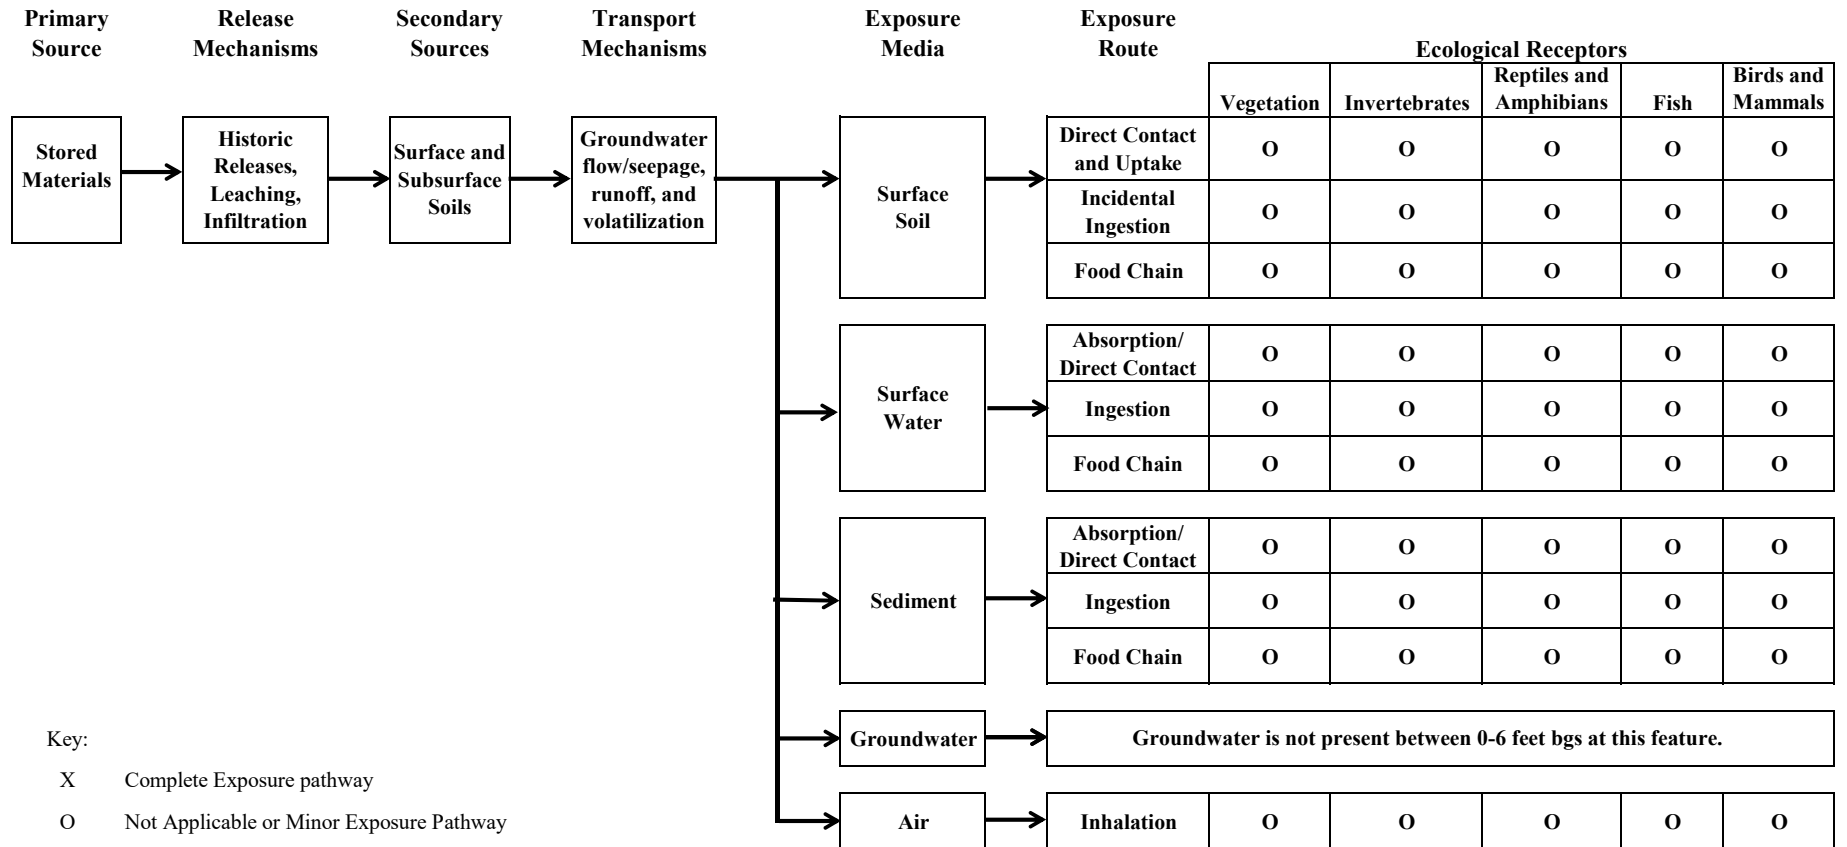 Primary Source
Release Mechanisms
Secondary Sources
Transport Mechanisms
Exposure Media
Exposure Route
Ecological Receptors
Vegetation
Invertebrates
Reptiles and Amphibians
Fish
Birds and Mammals
Stored
Materials
Historic
Releases,
Leaching,
Infiltration
Surface and
Subsurface
Soils
Groundwater
flow/seepage,
runoff, and
volatilization
Surface
Soil
Direct Contact
and Uptake
O O O O O
Incidental
Ingestion
O O O O O
Food Chain O O O O O
Surface
Water
Absorption/
Direct Contact
O O O O O
Ingestion O O O O O
Food Chain O O O O O
Sediment
Absorption/
Direct Contact
O O O O O
Ingestion O O O O O
Food Chain O O O O O
Groundwater
Groundwater is not present between 0-6 feet bgs at this feature.
Air
Inhalation O O O O O
Key:
X Complete Exposure pathway
O Not Applicable or Minor Exposure Pathway